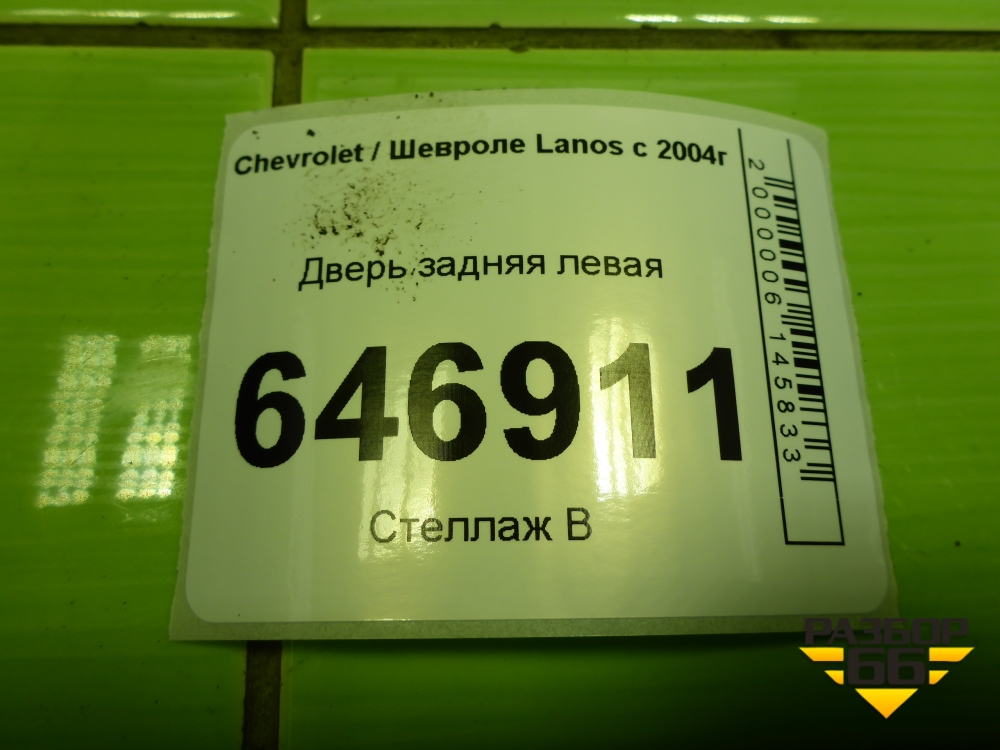 Chevrolet / Шевроле Lanos с 2004г
Дверь задняя левая
646911
Стеллаж В
2000006145833
РАЗБОР
66